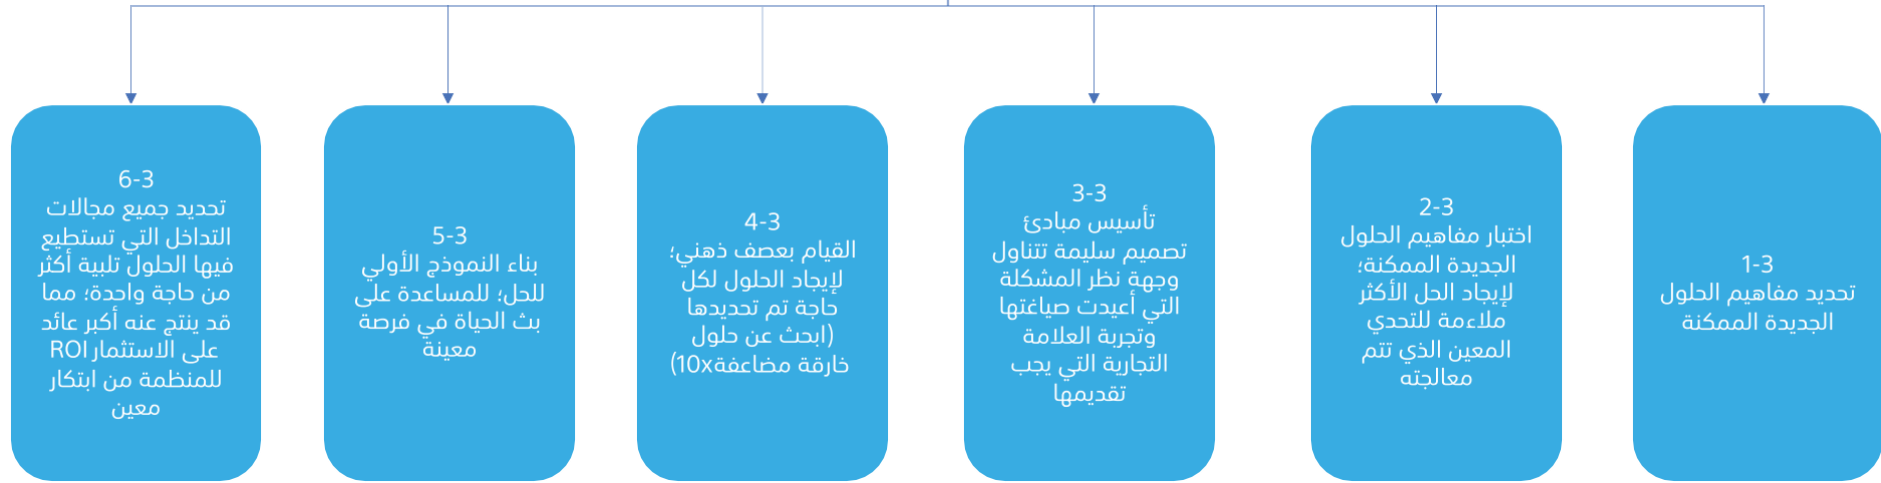 1-3
تحديد مفاهيم الحلول
الجديدة الممكنة
2-3
اختبار مفاهيم الحلول
الجديدة الممكنة؛
لإيجاد الحل الأكثر
ملاءمة للتحدي
المعين الذي تتم
معالجته
3-3
تأسيس مبادئ
تصميم سليمة تتناول
وجهة نظر المشكلة
التي أعيدت صياغتها
وتجربة العلامة
التجارية التي يجب
تقديمها
4-3
القيام بعصف ذهني؛
لإيجاد الحلول لكل
حاجة تم تحديدها
(ابحث عن حلول
خارقة مضاعفة10x)
5-3
بناء النموذج الأولي
للحل؛ للمساعدة على
بث الحياة في فرصة
معينة
6-3
تحديد جميع مجالات
التداخل التي تستطيع
فيها الحلول تلبية أكثر
من حاجة واحدة؛ مما
قد ينتج عنه أكبر عائد
على الاستثمار ROI
للمنظمة من ابتكار
معين